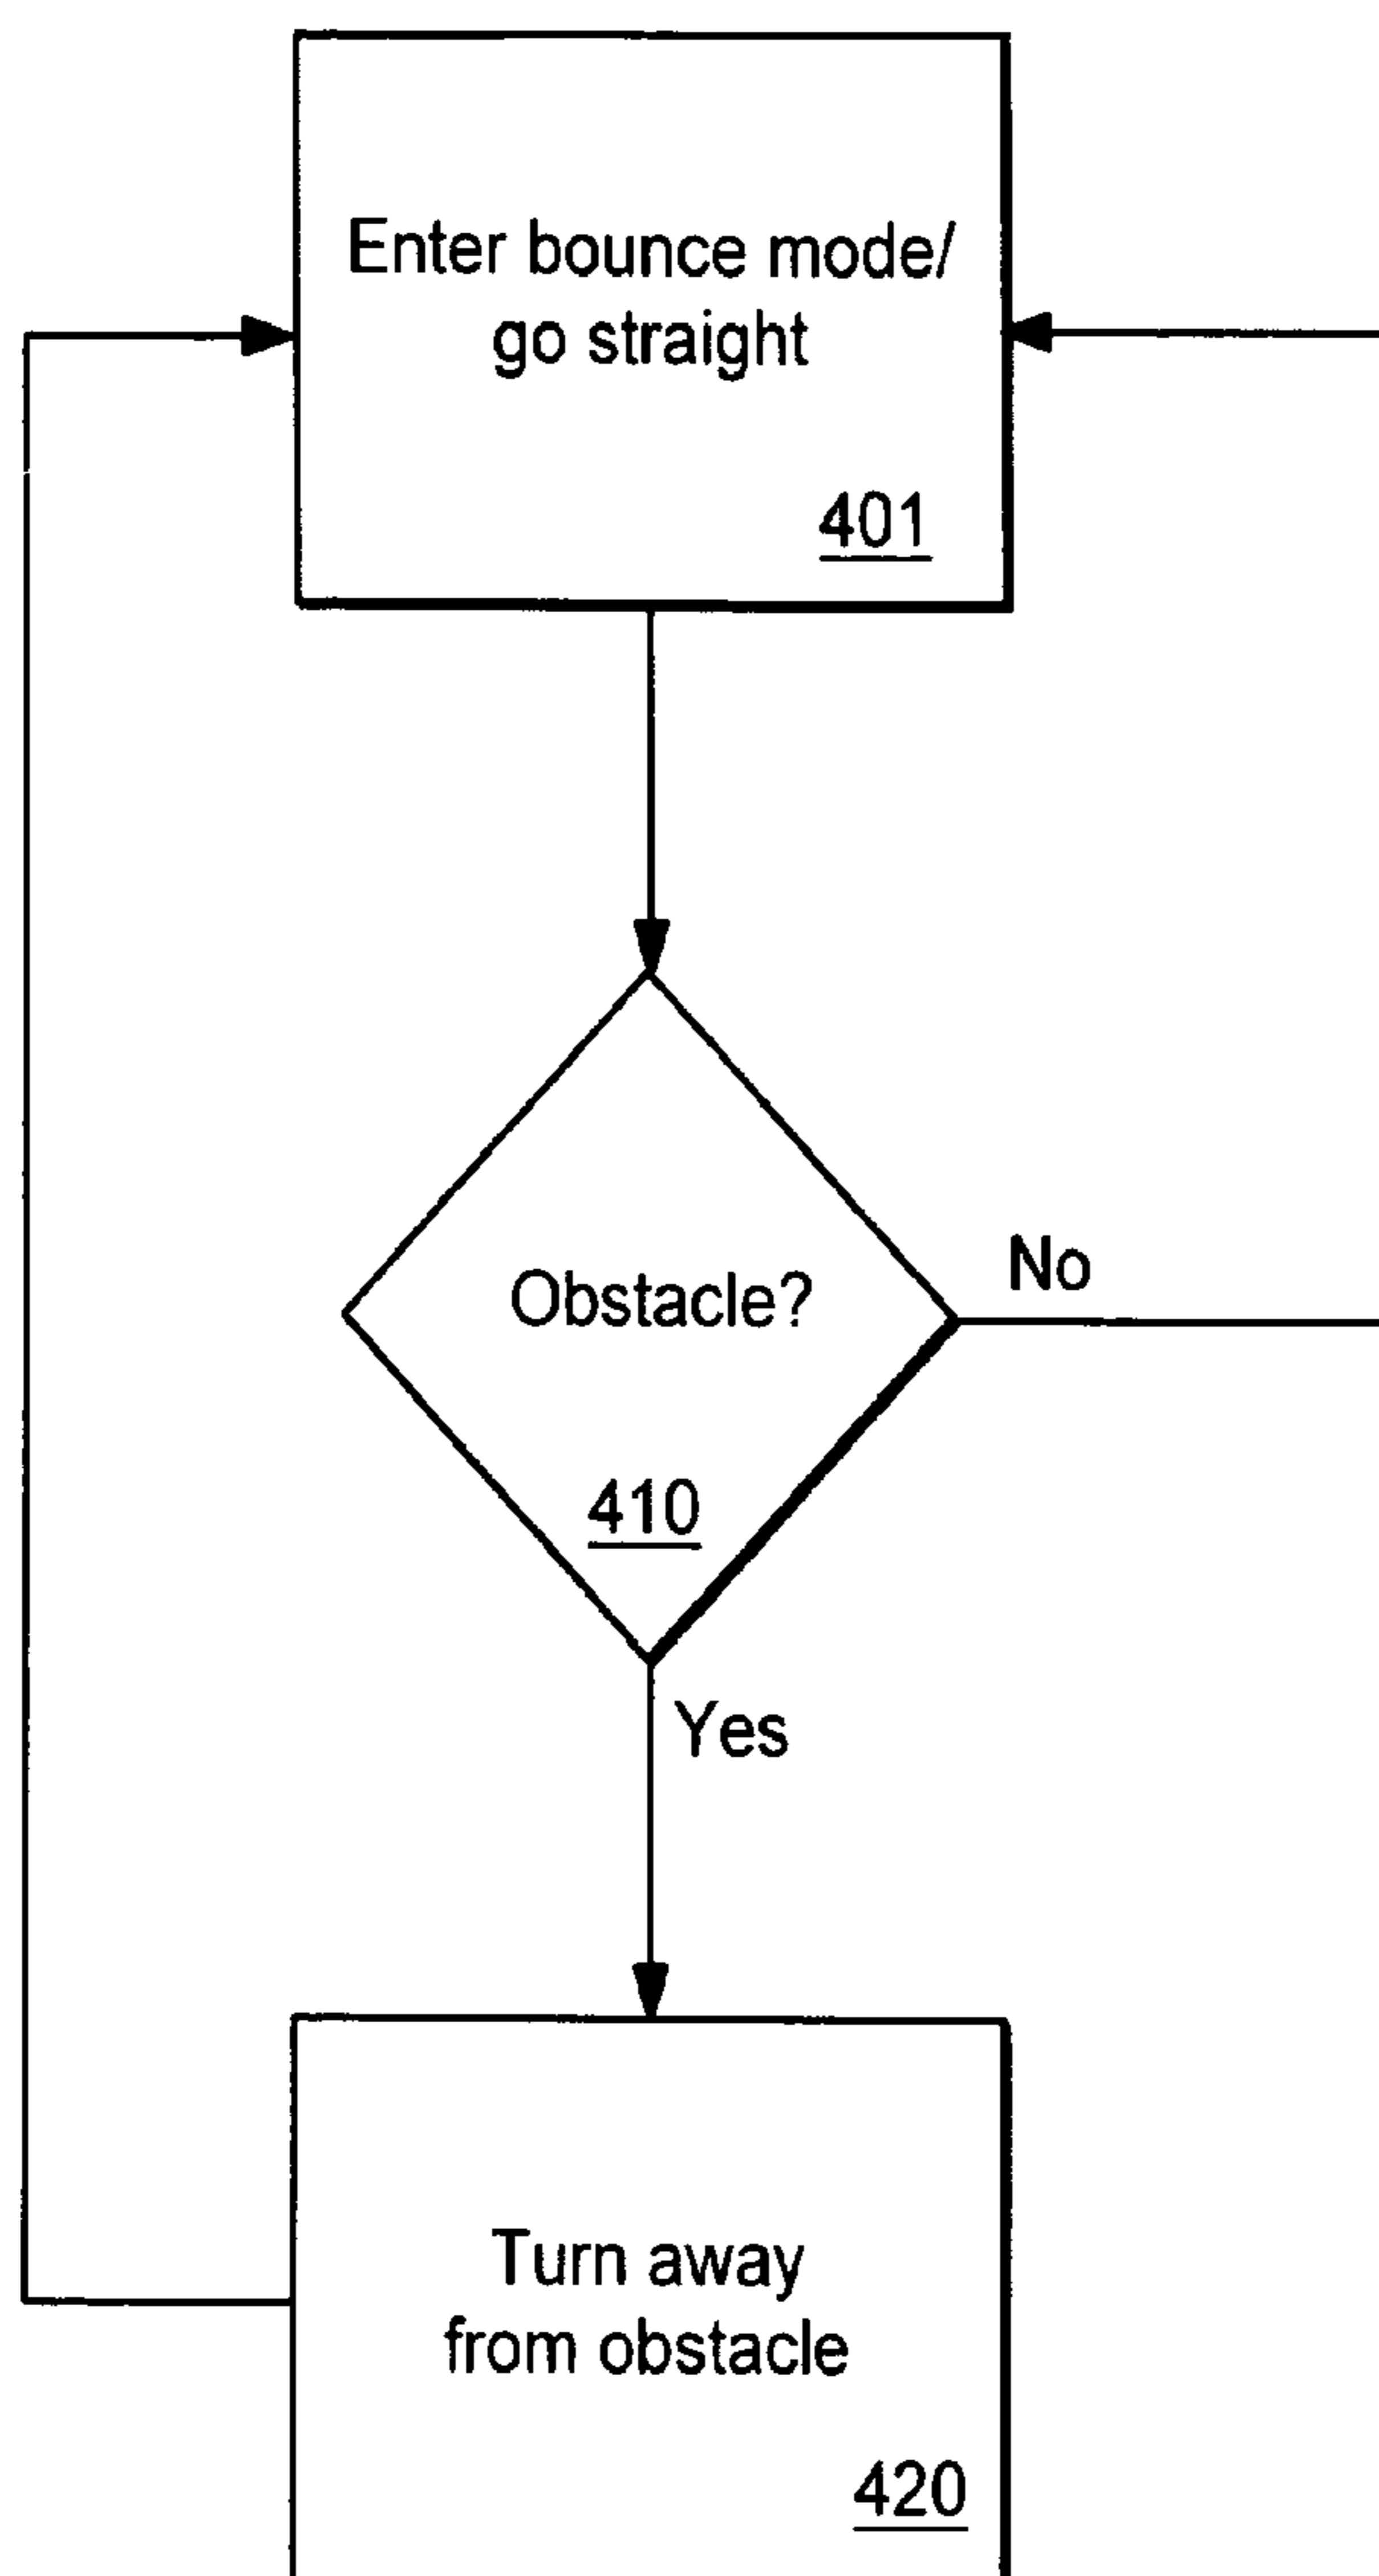 Enter bounce mode/
go straight
401
Obstacle?
No
410
Yes
Turn away
from obstacle
420